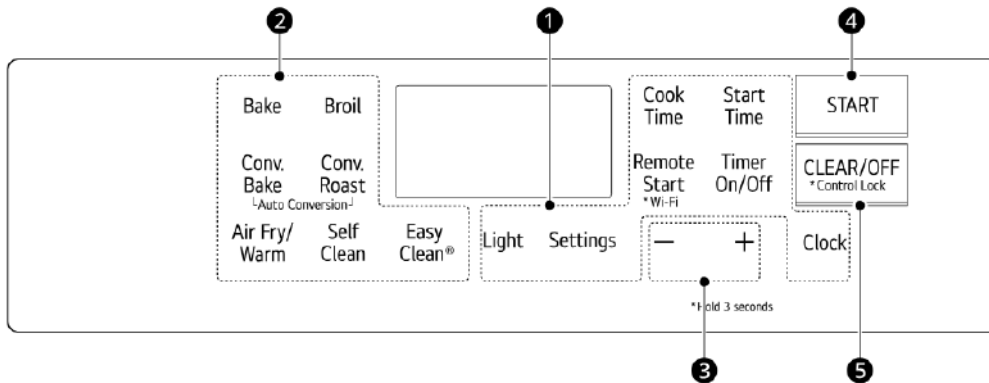 2
1
4
Bake
Broil
Conv.
Bake
Conv.
Roast
└Auto Conversion┘
Air Fry/
Warm
Self
Clean
Easy
Clean®
Light
Settings
Cook
Time
Start
Time
Remote
Start
*Wi-Fi
Timer
On/Off
−
+
Clock
START
CLEAR/OFF
*Control Lock
*Hold 3 seconds
3
5